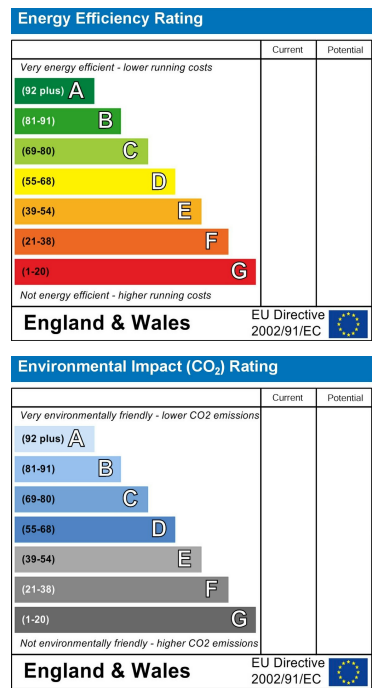 Energy Efficiency Rating
Current Potential
Very energy efficient - lower running costs
(92 plus) A
(81-91) B
(69-80) C
(55-68) D
(39-54) E
(21-38) F
(1-20) G
Not energy efficient - higher running costs
England & Wales
EU Directive
2002/91/EC
Environmental Impact (CO₂) Rating
Current Potential
Very environmentally friendly - lower CO2 emissions
(92 plus) A
(81-91) B
(69-80) C
(55-68) D
(39-54) E
(21-38) F
(1-20) G
Not environmentally friendly - higher CO2 emissions
England & Wales
EU Directive
2002/91/EC